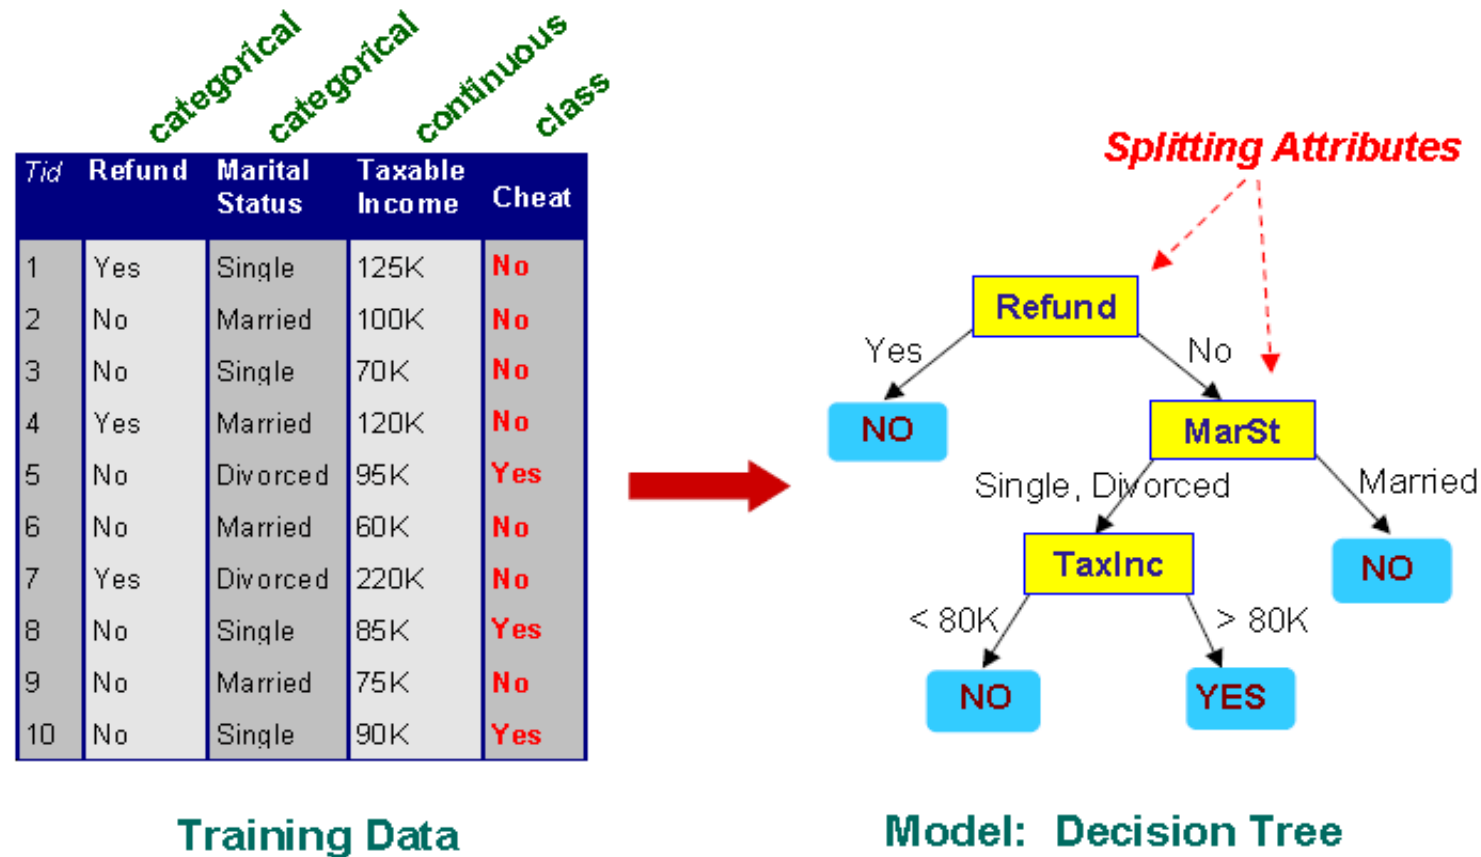 categorical
categorical
continuous
class
Tid Refund Marital Status Taxable Income Cheat
1 Yes Single 125K No
2 No Married 100K No
3 No Single 70K No
4 Yes Married 120K No
5 No Divorced 95K Yes
6 No Married 60K No
7 Yes Divorced 220K No
8 No Single 85K Yes
9 No Married 75K No
10 No Single 90K Yes
Training Data
Splitting Attributes
Refund
Yes No
NO MarSt
Single, Divorced Married
TaxInc NO
< 80K > 80K
NO YES
Model: Decision Tree